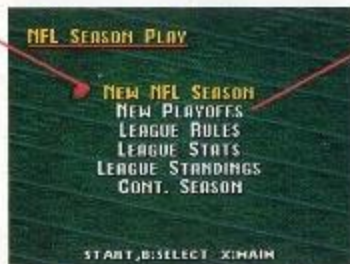 NFL SEASON PLAY
NEW NFL SEASON
NEW PLAYOFFS
LEAGUE RULES
LEAGUE STATS
LEAGUE STANDINGS
CONT. SEASON
START,B:SELECT X:MAIN